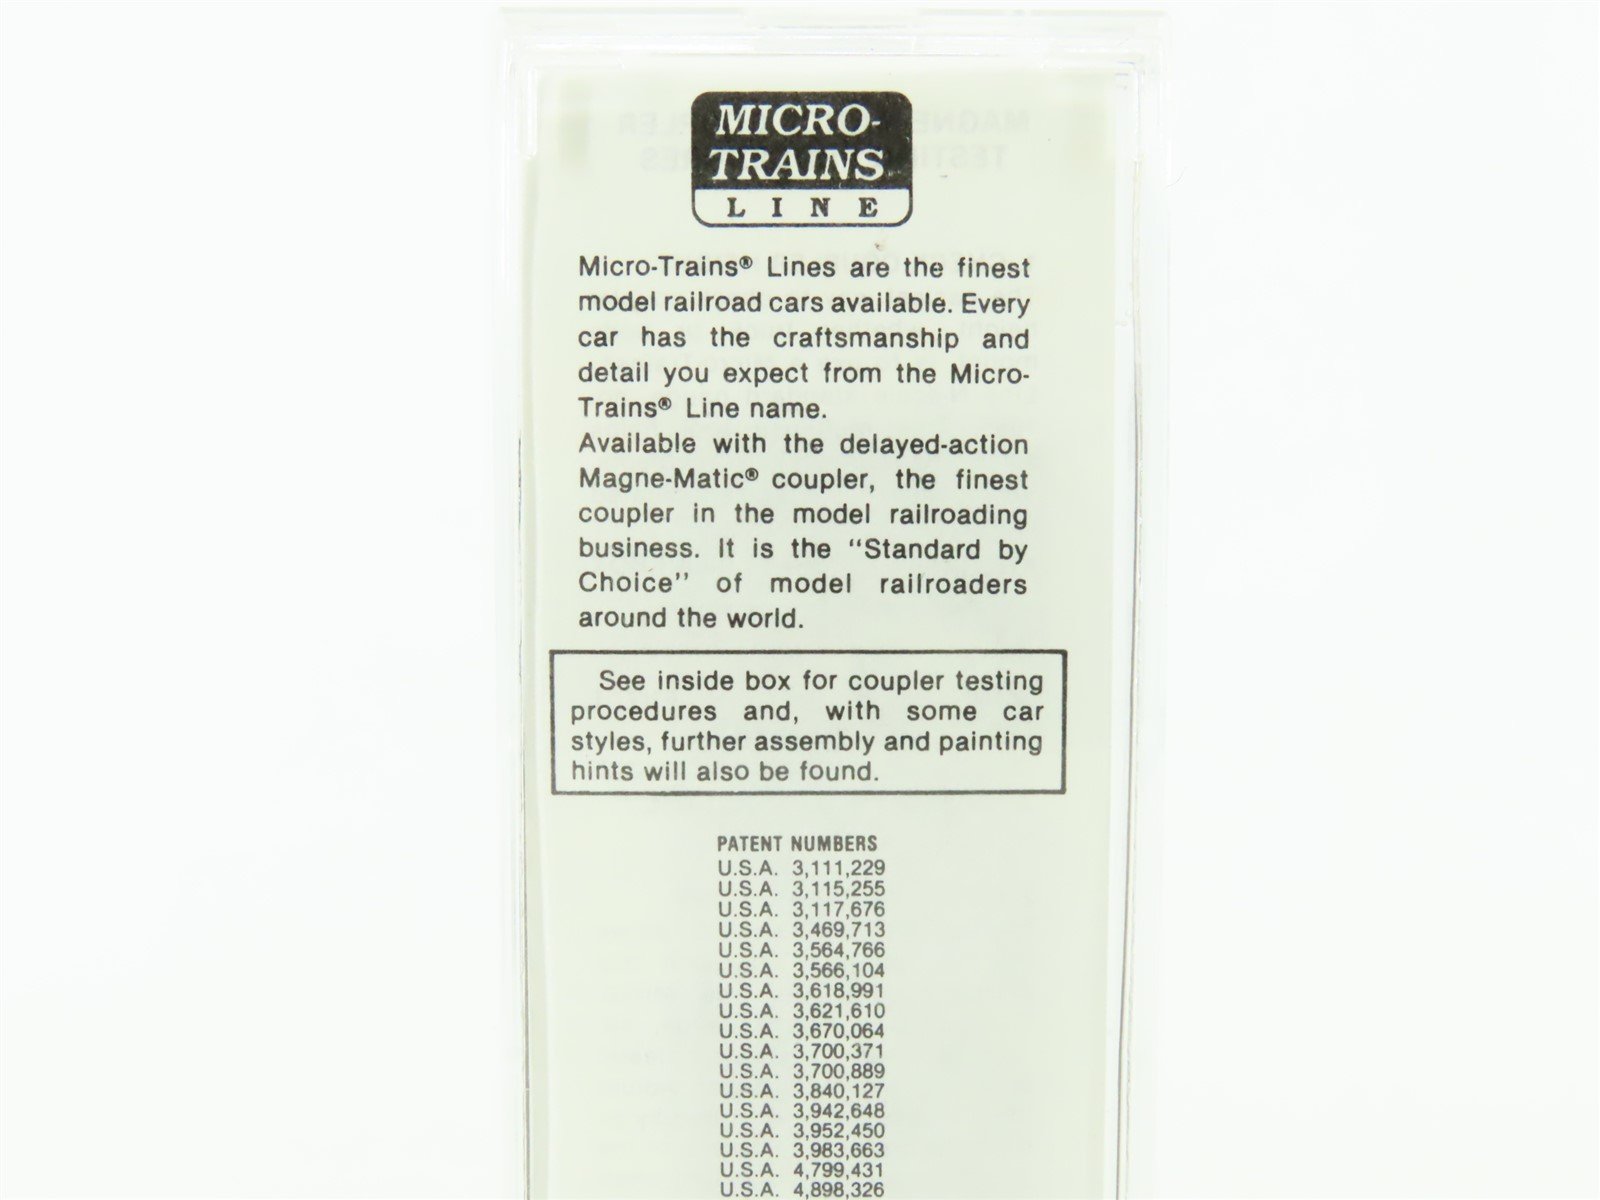 MICRO-
TRAINS
LINE
Micro-Trains® Lines are the finest
model railroad cars available. Every
car has the craftsmanship and
detail you expect from the Micro-
Trains® Line name.
Available with the delayed-action
Magne-Matic® coupler, the finest
coupler in the model railroading
business. It is the "Standard by
Choice" of model railroaders
around the world.
See inside box for coupler testing
procedures and, with some car
styles, further assembly and painting
hints will also be found.
PATENT NUMBERS
U.S.A. 3,111,229
U.S.A. 3,115,255
U.S.A. 3,117,676
U.S.A. 3,469,713
U.S.A. 3,564,766
U.S.A. 3,566,104
U.S.A. 3,618,991
U.S.A. 3,621,610
U.S.A. 3,670,064
U.S.A. 3,700,371
U.S.A. 3,700,889
U.S.A. 3,840,127
U.S.A. 3,942,648
U.S.A. 3,952,450
U.S.A. 3,983,663
U.S.A. 4,799,431
U.S.A. 4,898,326